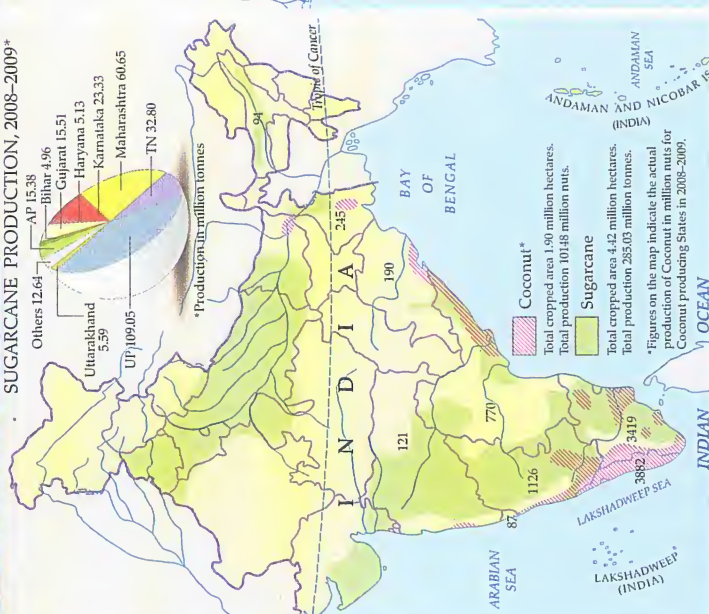 SUGARCANE PRODUCTION, 2008–2009*
Others 12.64
AP 15.38
Bihar 4.96
Gujarat 15.51
Haryana 5.13
Karnataka 23.33
Maharashtra 60.65
TN 32.80
Uttarakhand
5.59
UP 109.05
*Production in million tonnes
94
Tropic of Cancer
I N D I A
245
190
121
770
1126
87
3419
3882
ARABIAN
SEA
BAY
OF
BENGAL
ANDAMAN
SEA
ANDAMAN AND NICOBAR IS
(INDIA)
LAKSHADWEEP SEA
LAKSHADWEEP
(INDIA)
INDIAN OCEAN
Coconut*
Total cropped area 1.90 million hectares.
Total production 10148 million nuts.
Sugarcane
Total cropped area 4.42 million hectares.
Total production 285.03 million tonnes.
*Figures on the map indicate the actual
production of Coconut in million nuts for
Coconut producing States in 2008-2009.